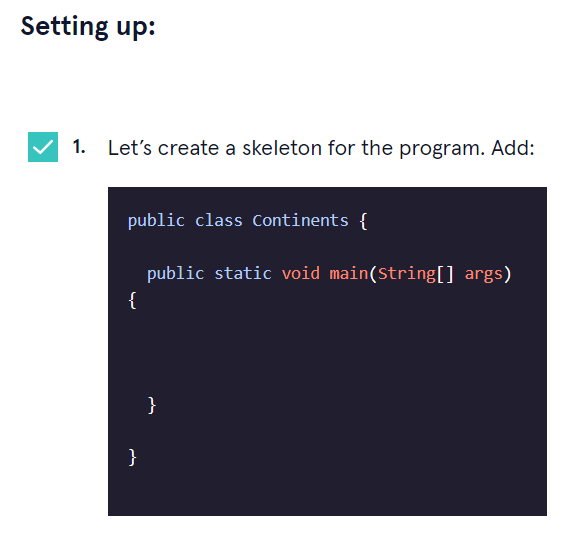 Setting up:
1. Let's create a skeleton for the program. Add:
public class Continents {
public static void main(String[] args)
{
}
}